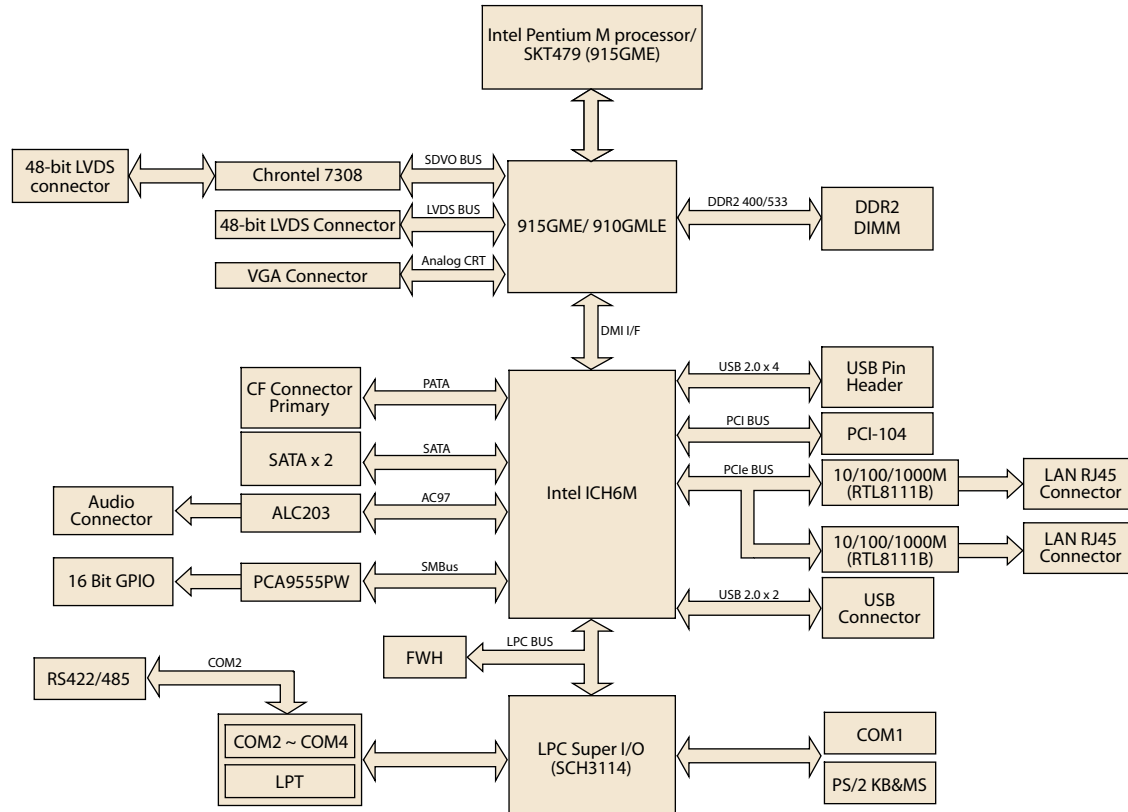 Intel Pentium M processor/
SKT479 (915GME)
48-bit LVDS
connector
Chrontel 7308
SDVO BUS
48-bit LVDS Connector
LVDS BUS
VGA Connector
Analog CRT
915GME/ 910GMLE
DDR2 400/533
DDR2
DIMM
DMI I/F
CF Connector
Primary
PATA
SATA x 2
SATA
Audio
Connector
ALC203
AC97
16 Bit GPIO
PCA9555PW
SMBus
Intel ICH6M
USB 2.0 x 4
USB Pin
Header
PCI BUS
PCI-104
PCIe BUS
10/100/1000M
(RTL8111B)
LAN RJ45
Connector
10/100/1000M
(RTL8111B)
LAN RJ45
Connector
USB 2.0 x 2
USB
Connector
FWH
LPC BUS
RS422/485
COM2
COM2 ~ COM4
LPT
LPC Super I/O
(SCH3114)
COM1
PS/2 KB&MS